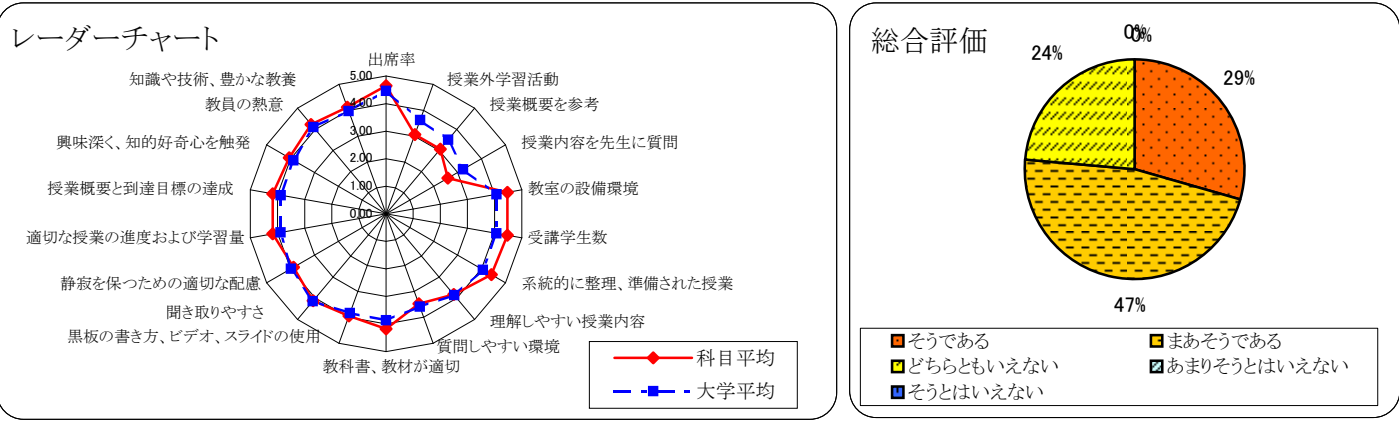 レーダーチャート
出席率
授業外学習活動
授業概要を参考
授業内容を先生に質問
教室の設備環境
受講学生数
系統的に整理、準備された授業
理解しやすい授業内容
質問しやすい環境
教科書、教材が適切
黒板の書き方、ビデオ、スライドの使用
聞き取りやすさ
静寂を保つための適切な配慮
適切な授業の進度および学習量
授業概要と到達目標の達成
興味深く、知的好奇心を触発
教員の熱意
知識や技術、豊かな教養
5.00
4.00
3.00
2.00
1.00
0.00
科目平均
大学平均
総合評価
0%
0%
29%
24%
47%
そうである
まあそうである
どちらともいえない
あまりそうとはいえない
そうとはいえない